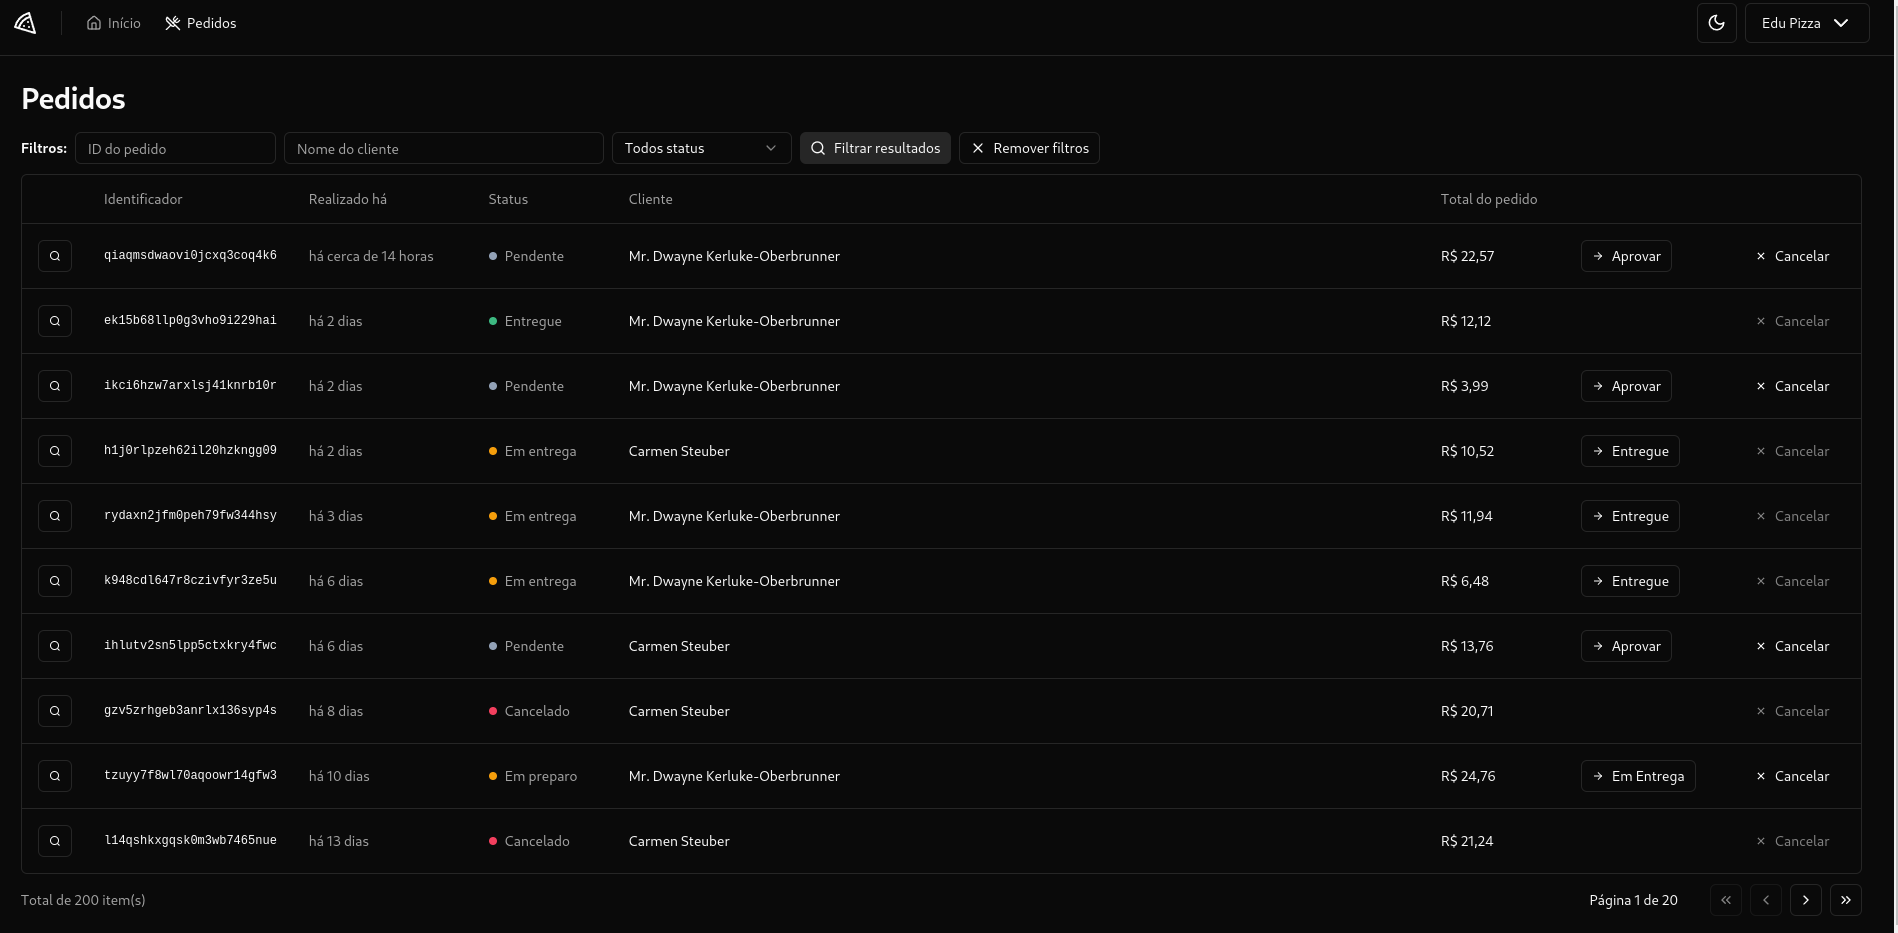 Início Pedidos Edu Pizza
Pedidos
Filtros: ID do pedido Nome do cliente Todos status Filtrar resultados Remover filtros
Identificador Realizado há Status Cliente Total do pedido
qiaqmsdwaovi0jcxq3coq4k6 há cerca de 14 horas Pendente Mr. Dwayne Kerluke-Oberbrunner R$ 22,57 Aprovar Cancelar
ek15b68llp0g3vho9i229hai há 2 dias Entregue Mr. Dwayne Kerluke-Oberbrunner R$ 12,12 Cancelar
ikci6hzw7arxlsj41knrb10r há 2 dias Pendente Mr. Dwayne Kerluke-Oberbrunner R$ 3,99 Aprovar Cancelar
h1j0rlpzeh62il20hzkngg09 há 2 dias Em entrega Carmen Steuber R$ 10,52 Entregue Cancelar
rydaxn2jfm0peh79fw344hsy há 3 dias Em entrega Mr. Dwayne Kerluke-Oberbrunner R$ 11,94 Entregue Cancelar
k948cdl647r8czivfyr3ze5u há 6 dias Em entrega Mr. Dwayne Kerluke-Oberbrunner R$ 6,48 Entregue Cancelar
ihlutv2sn5lpp5ctxkry4fwc há 6 dias Pendente Carmen Steuber R$ 13,76 Aprovar Cancelar
gzv5zrhgeb3anrlx136syp4s há 8 dias Cancelado Carmen Steuber R$ 20,71 Cancelar
tzuyy7f8wl70aqoowr14gfw3 há 10 dias Em preparo Mr. Dwayne Kerluke-Oberbrunner R$ 24,76 Em Entrega Cancelar
l14qshkxgqsk0m3wb7465nue há 13 dias Cancelado Carmen Steuber R$ 21,24 Cancelar
Total de 200 item(s) Página 1 de 20